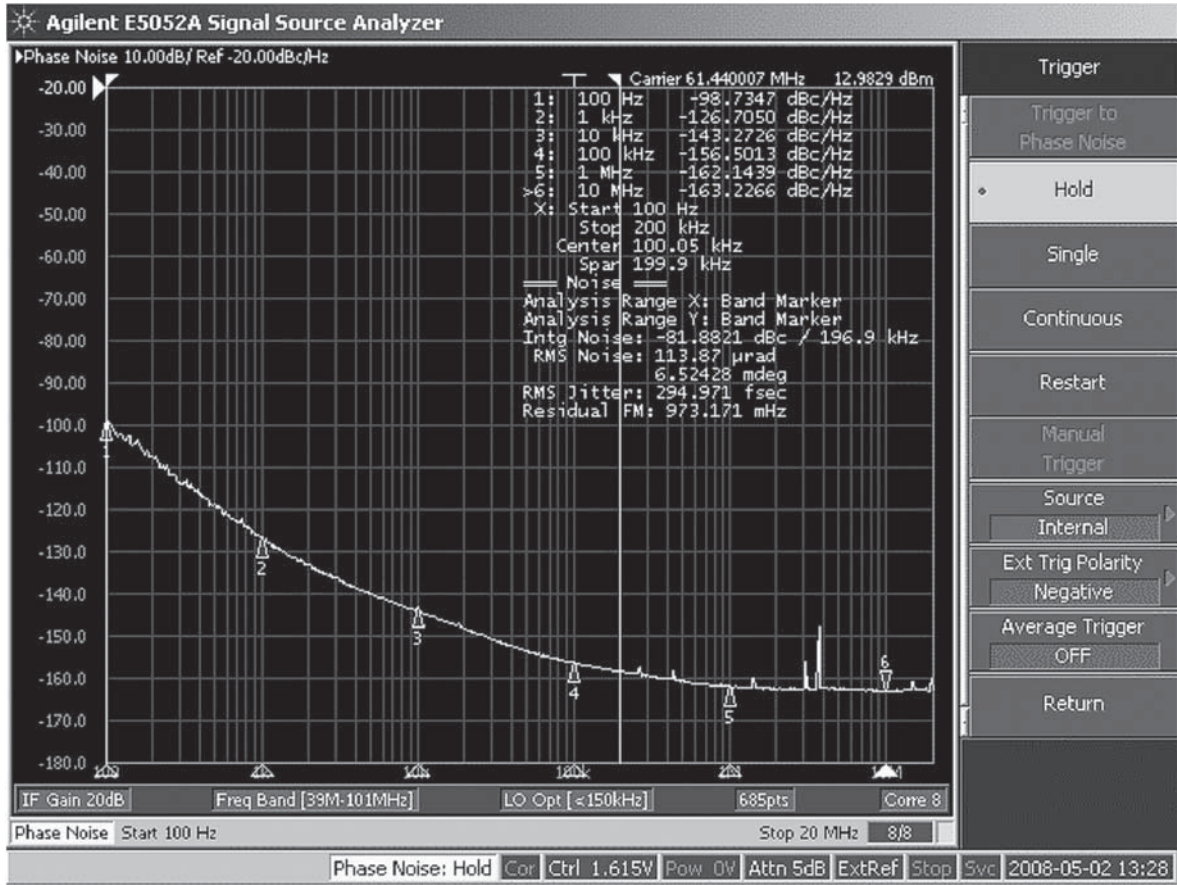 Agilent E5052A Signal Source Analyzer
Phase Noise 10.00dB/ Ref -20.00dBc/Hz
Carrier 61.440007 MHz 12.9829 dBm
1: 100 Hz -98.7347 dBc/Hz
2: 1 kHz -126.7050 dBc/Hz
3: 10 kHz -143.2726 dBc/Hz
4: 100 kHz -156.5013 dBc/Hz
5: 1 MHz -162.1439 dBc/Hz
>6: 10 MHz -163.2266 dBc/Hz
X: Start 100 Hz
Stop 200 kHz
Center 100.05 kHz
Span 199.9 kHz
=== Noise ===
Analysis Range X: Band Marker
Analysis Range Y: Band Marker
Intg Noise: -81.8821 dBc / 196.9 kHz
RMS Noise: 113.87 µrad
6.52428 mdeg
RMS Jitter: 294.971 fsec
Residual FM: 973.171 mHz
-20.00
-30.00
-40.00
-50.00
-60.00
-70.00
-80.00
-90.00
-100.0
-110.0
-120.0
-130.0
-140.0
-150.0
-160.0
-170.0
-180.0
1
2
3
4
5
6
100k
IF Gain 20dB
Freq Band [39M-101MHz]
LO Opt [<150kHz]
685pts
Corre 8
Phase Noise Start 100 Hz
Stop 20 MHz 8/8
Phase Noise: Hold Cor Ctrl 1.615V Pow 0V Attn 5dB ExtRef Stop Svc 2008-05-02 13:28
Trigger
Trigger to
Phase Noise
Hold
Single
Continuous
Restart
Manual
Trigger
Source
Internal
Ext Trig Polarity
Negative
Average Trigger
OFF
Return